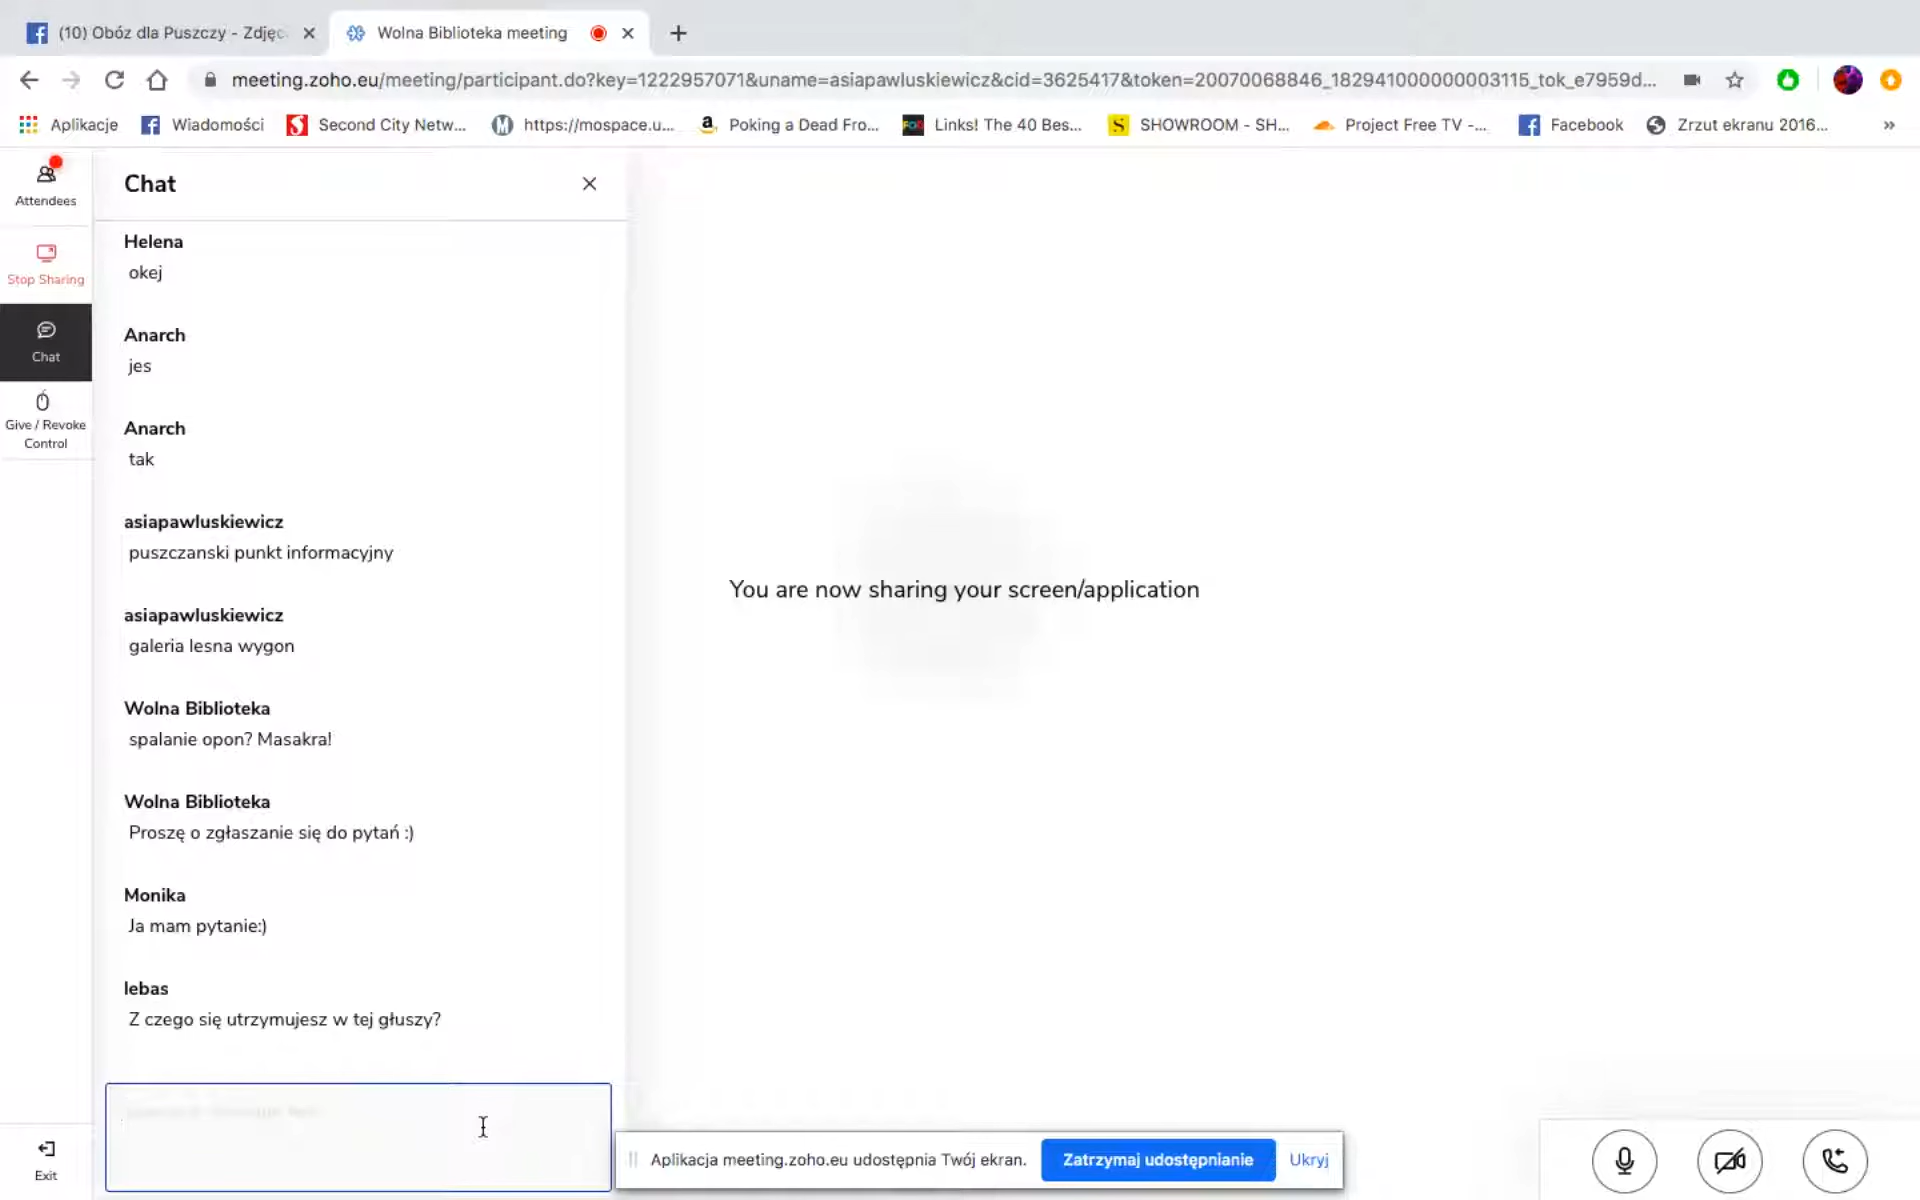 (10) Obóz dla Puszczy - Zdjęc
Wolna Biblioteka meeting
meeting.zoho.eu/meeting/participant.do?key=1222957071&uname=asiapawluskiewicz&cid=3625417&token=20070068846_182941000000003115_tok_e7959d...
Aplikacje
Wiadomości
Second City Netw...
https://mospace.u...
Poking a Dead Fro...
Links! The 40 Bes...
SHOWROOM - SH...
Project Free TV -...
Facebook
Zrzut ekranu 2016...
Attendees
Stop Sharing
Chat
Give / Revoke
Control
Exit
Chat
Helena
okej
Anarch
jes
Anarch
tak
asiapawluskiewicz
puszczanski punkt informacyjny
asiapawluskiewicz
galeria lesna wygon
Wolna Biblioteka
spalanie opon? Masakra!
Wolna Biblioteka
Proszę o zgłaszanie się do pytań :)
Monika
Ja mam pytanie:)
lebas
Z czego się utrzymujesz w tej głuszy?
You are now sharing your screen/application
Aplikacja meeting.zoho.eu udostępnia Twój ekran.
Zatrzymaj udostępnianie
Ukryj